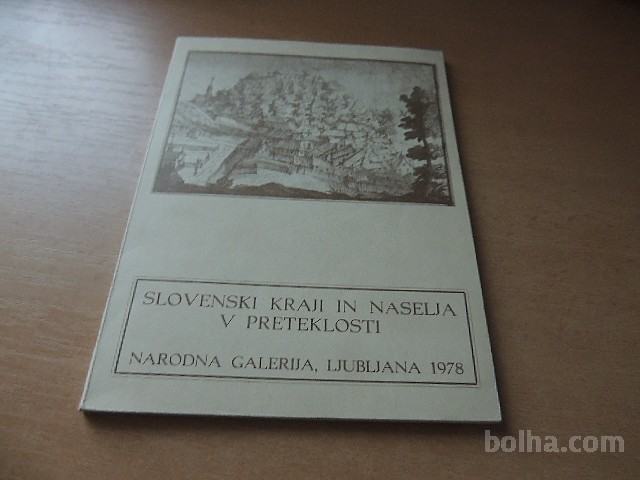 SLOVENSKI KRAJI IN NASELJA
V PRETEKLOSTI
NARODNA GALERIJA, LJUBLJANA 1978
bolha.com